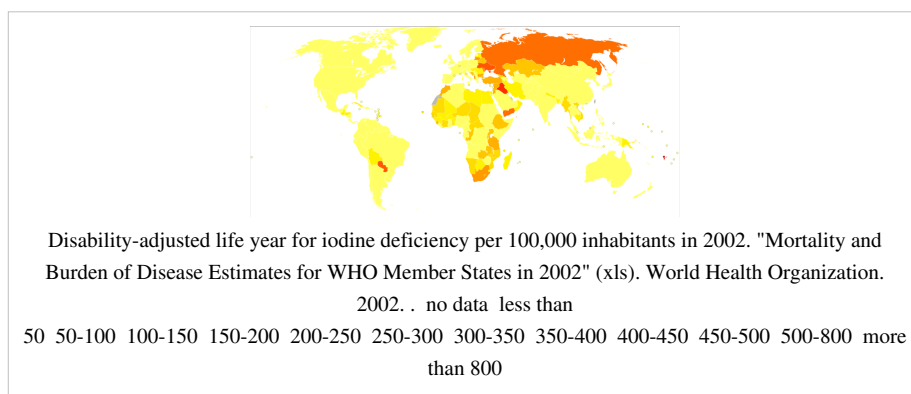 Disability-adjusted life year for iodine deficiency per 100,000 inhabitants in 2002. "Mortality and
Burden of Disease Estimates for WHO Member States in 2002" (xls). World Health Organization.
2002. . no data less than
50 50-100 100-150 150-200 200-250 250-300 300-350 350-400 400-450 450-500 500-800 more
than 800